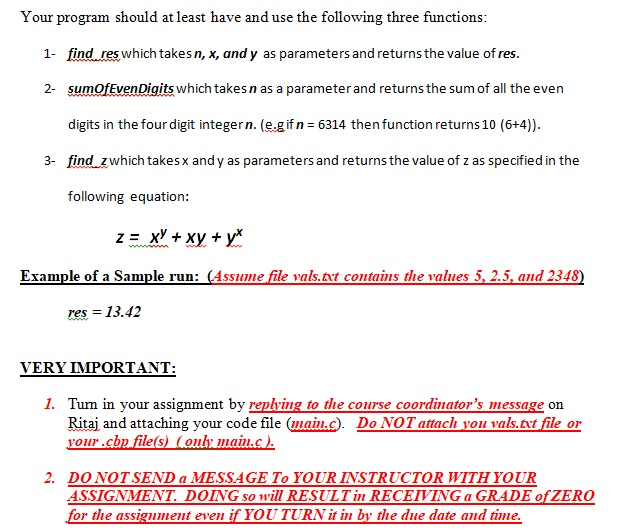 Your program should at least have and use the following three functions:
1- find_res which takes n, x, and y as parameters and returns the value of res.
2- sumOfEvenDigits which takes n as a parameter and returns the sum of all the even
digits in the four digit integer n. (e.g if n = 6314 then function returns 10 (6+4)).
3- find_z which takes x and y as parameters and returns the value of z as specified in the
following equation:
z = xʸ + xy + yˣ
Example of a Sample run: (Assume file vals.txt contains the values 5, 2.5, and 2348)
res = 13.42
VERY IMPORTANT:
1. Turn in your assignment by replying to the course coordinator's message on
Ritaj and attaching your code file (main.c). Do NOT attach you vals.txt file or
your .cbp file(s) ( only main.c ).
2. DO NOT SEND a MESSAGE To YOUR INSTRUCTOR WITH YOUR
ASSIGNMENT. DOING so will RESULT in RECEIVING a GRADE of ZERO
for the assignment even if YOU TURN it in by the due date and time.